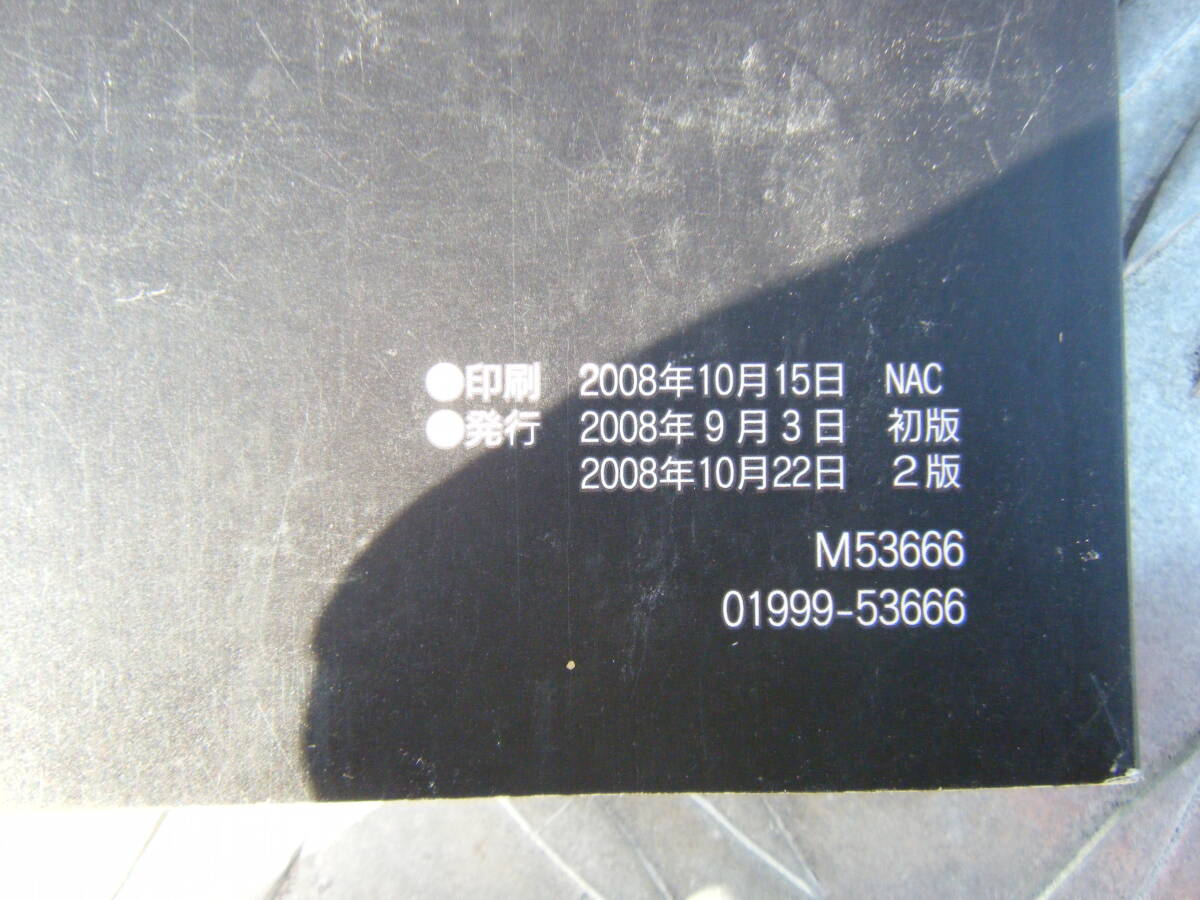 ●印刷 2008年10月15日 NAC
●発行 2008年9月3日 初版
2008年10月22日 2版
M53666
01999-53666